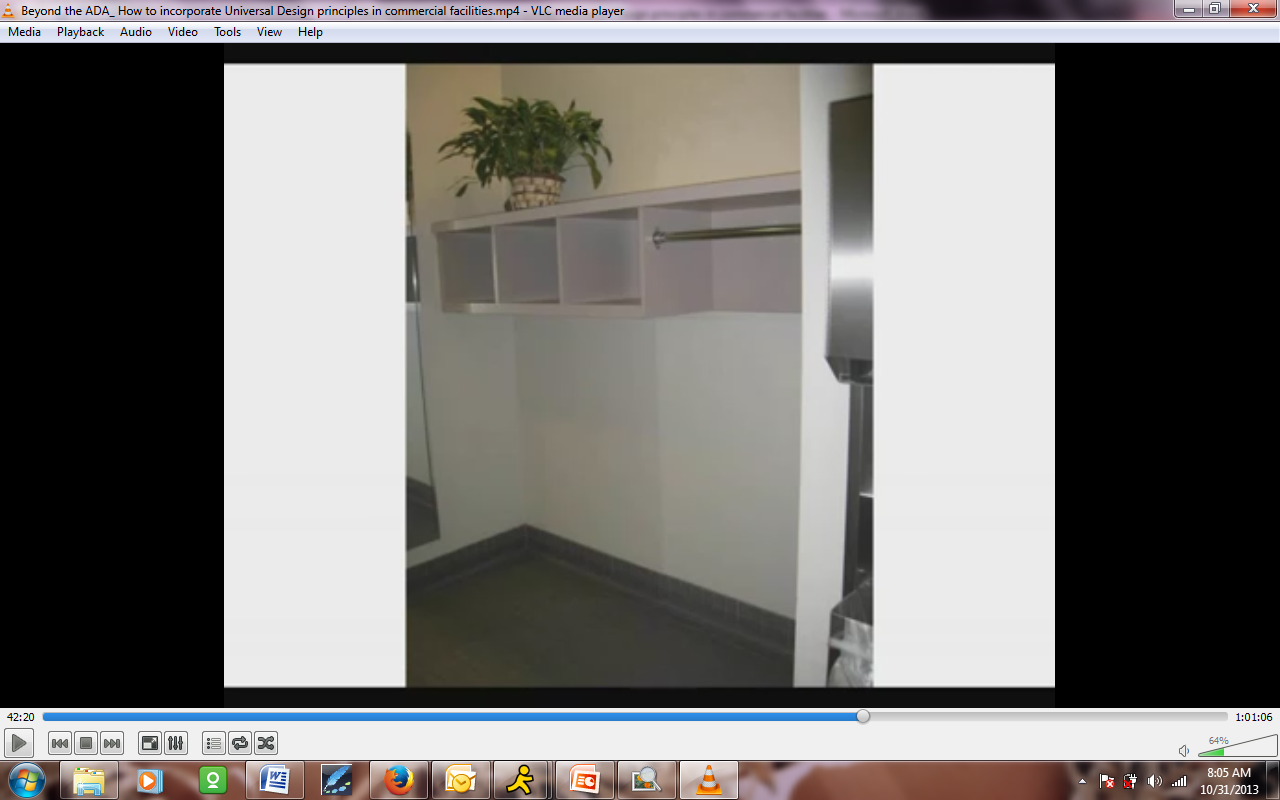 Beyond the ADA_ How to incorporate Universal Design principles in commercial facilities.mp4 - VLC media player
Media Playback Audio Video Tools View Help
42:20 1:01:06
64%
8:05 AM
10/31/2013